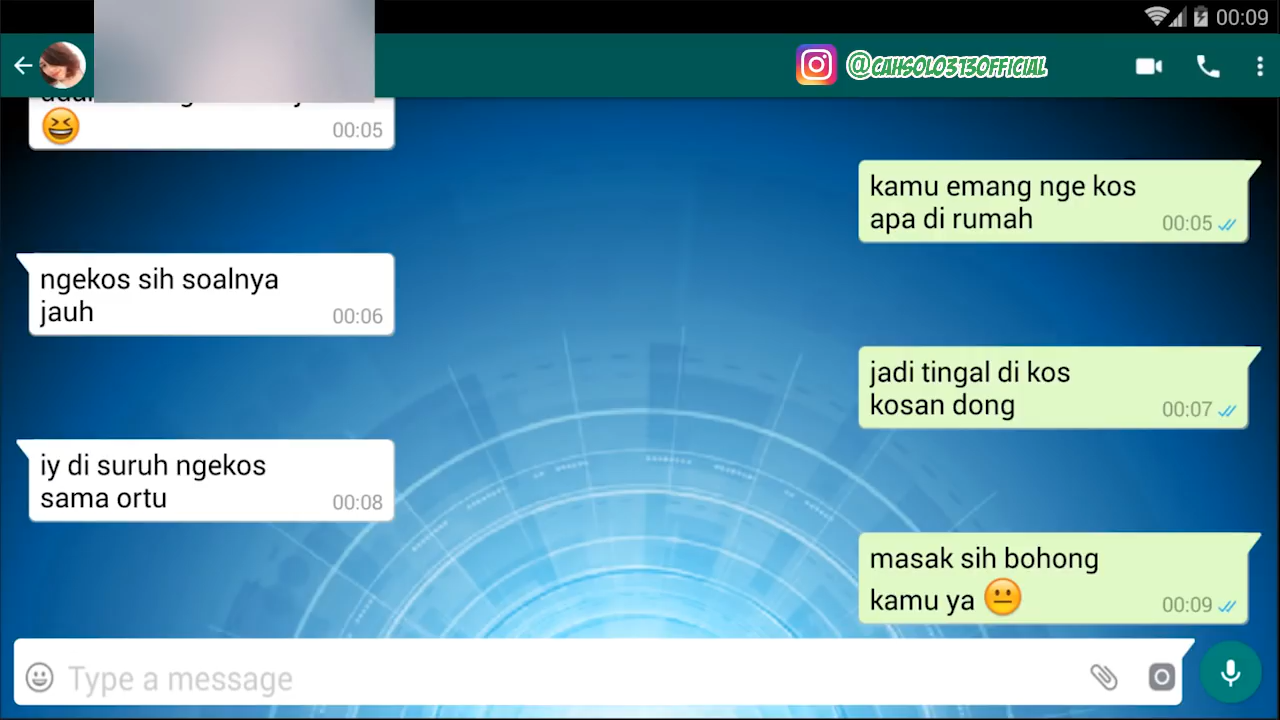 00:09
@CAHSOLO313OFFICIAL
00:05
kamu emang nge kos
apa di rumah
00:05
ngekos sih soalnya
jauh
00:06
jadi tingal di kos
kosan dong
00:07
iy di suruh ngekos
sama ortu
00:08
masak sih bohong
kamu ya 😐
00:09
Type a message